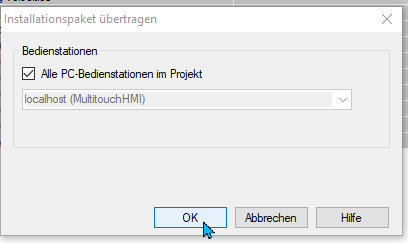 Installationspaket übertragen
Bedienstationen
Alle PC-Bedienstationen im Projekt
localhost (MultitouchHMI)
OK
Abbrechen
Hilfe